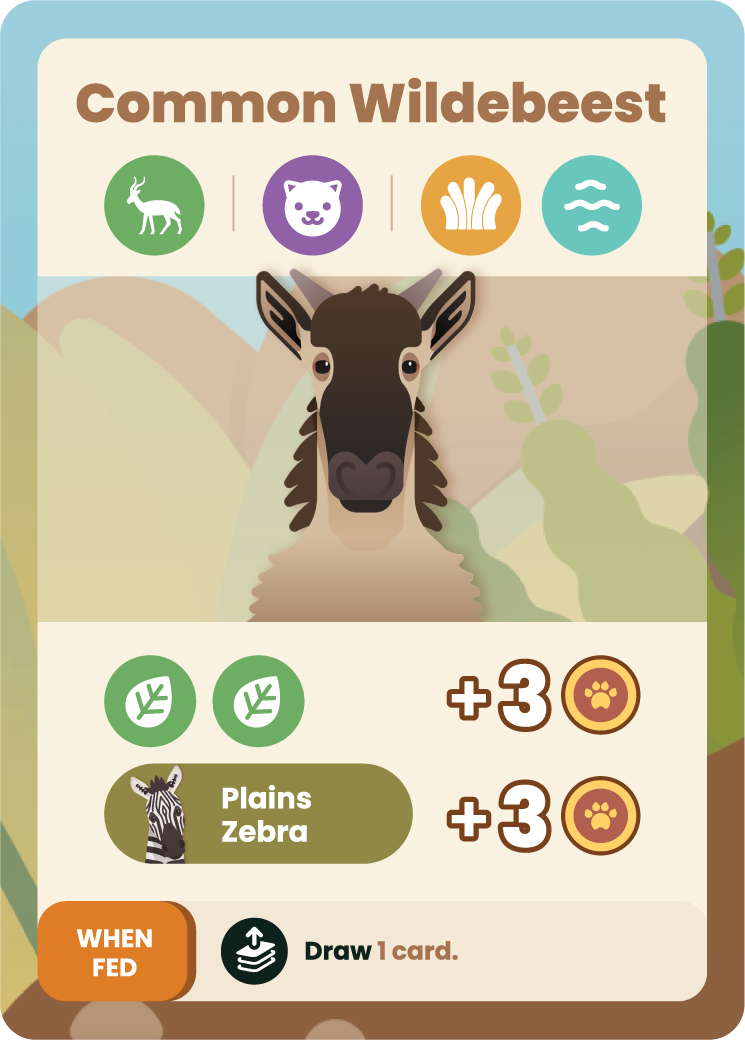 Common Wildebeest
+3
Plains
Zebra
+3
WHEN
FED
Draw 1 card.